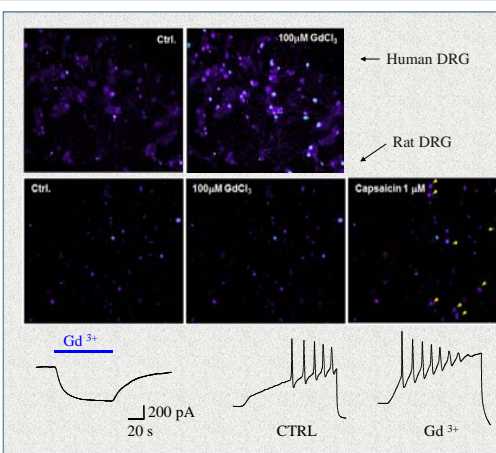 Ctrl.
100µM GdCl₃
Human DRG
Rat DRG
Ctrl.
100µM GdCl₃
Capsaicin 1 µM
Gd ³⁺
200 pA
20 s
CTRL
Gd ³⁺